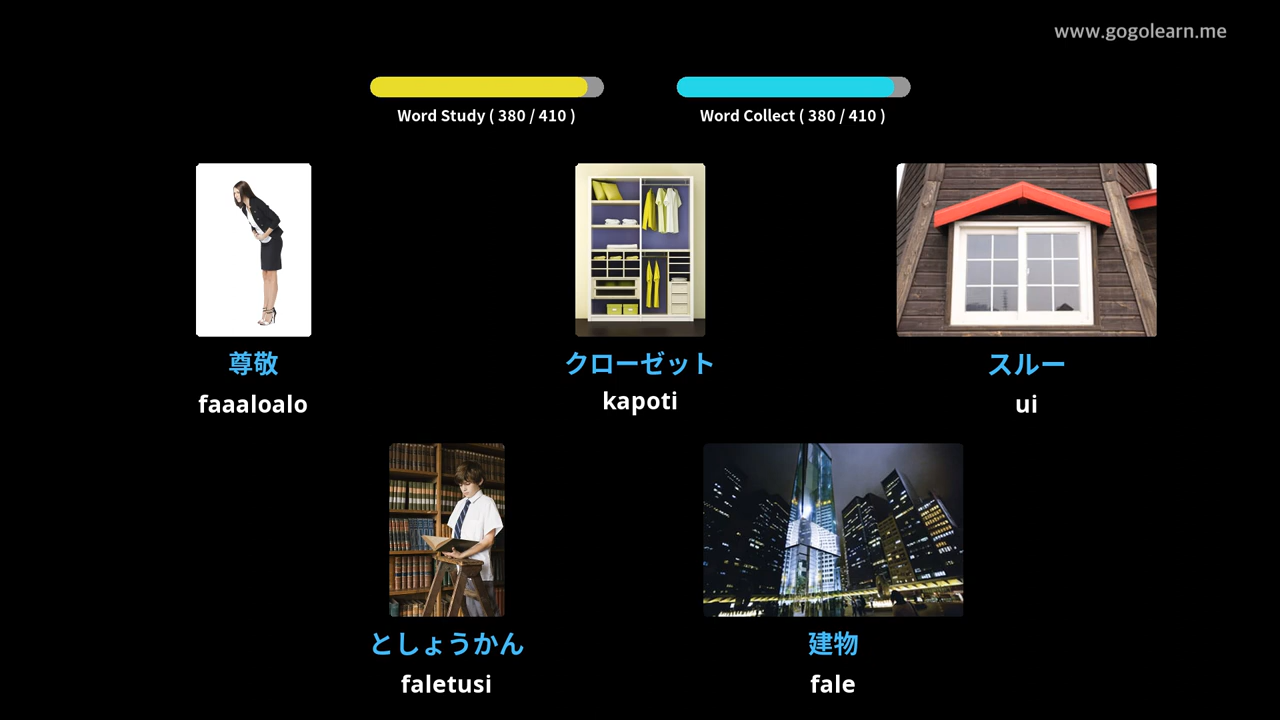 www.gogolearn.me
Word Study ( 380 / 410 )
Word Collect ( 380 / 410 )
尊敬
faaaloalo
クローゼット
kapoti
スルー
ui
としょうかん
faletusi
建物
fale